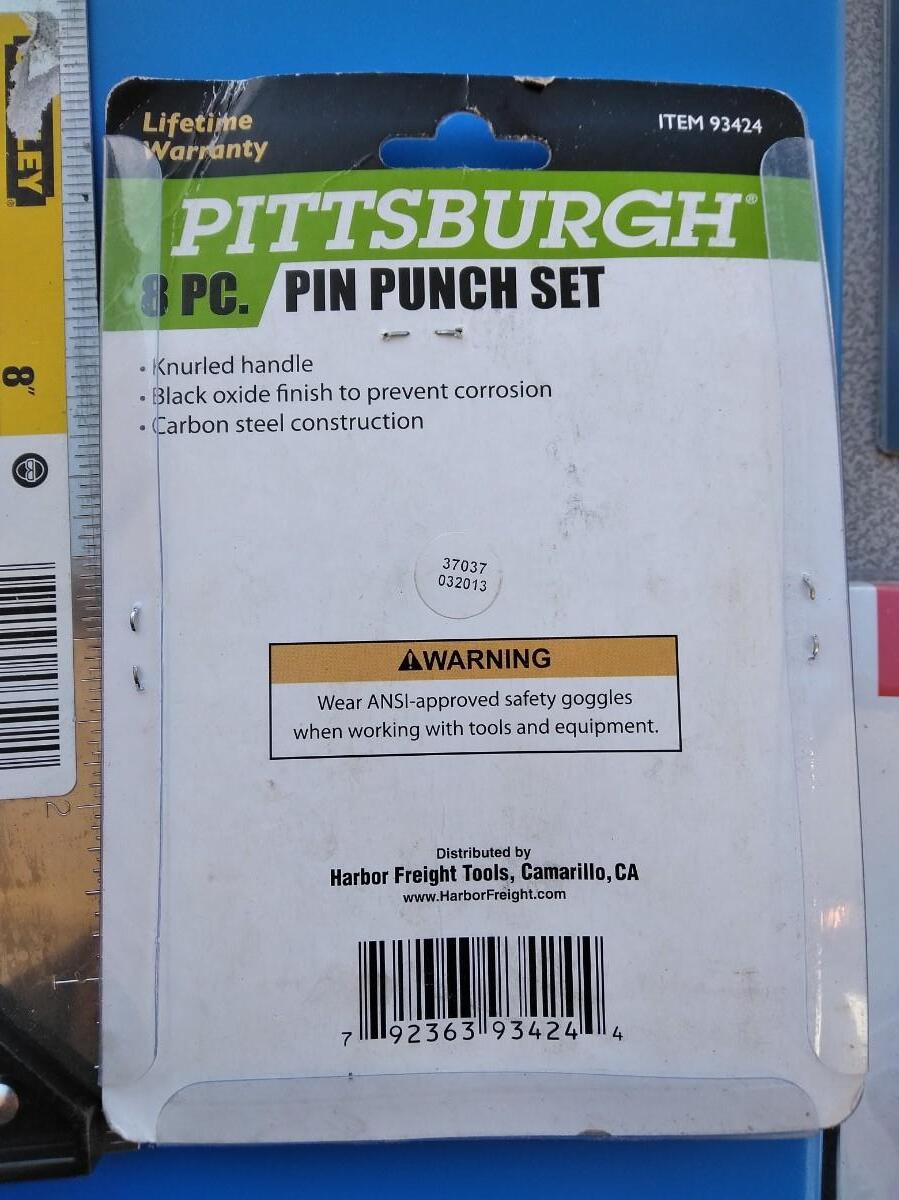 Lifetime
Warranty
ITEM 93424
PITTSBURGH®
8 PC. PIN PUNCH SET
• Knurled handle
• Black oxide finish to prevent corrosion
• Carbon steel construction
37037
032013
⚠WARNING
Wear ANSI-approved safety goggles
when working with tools and equipment.
Distributed by
Harbor Freight Tools, Camarillo, CA
www.HarborFreight.com
7 92363 93424 4
8"
2
1